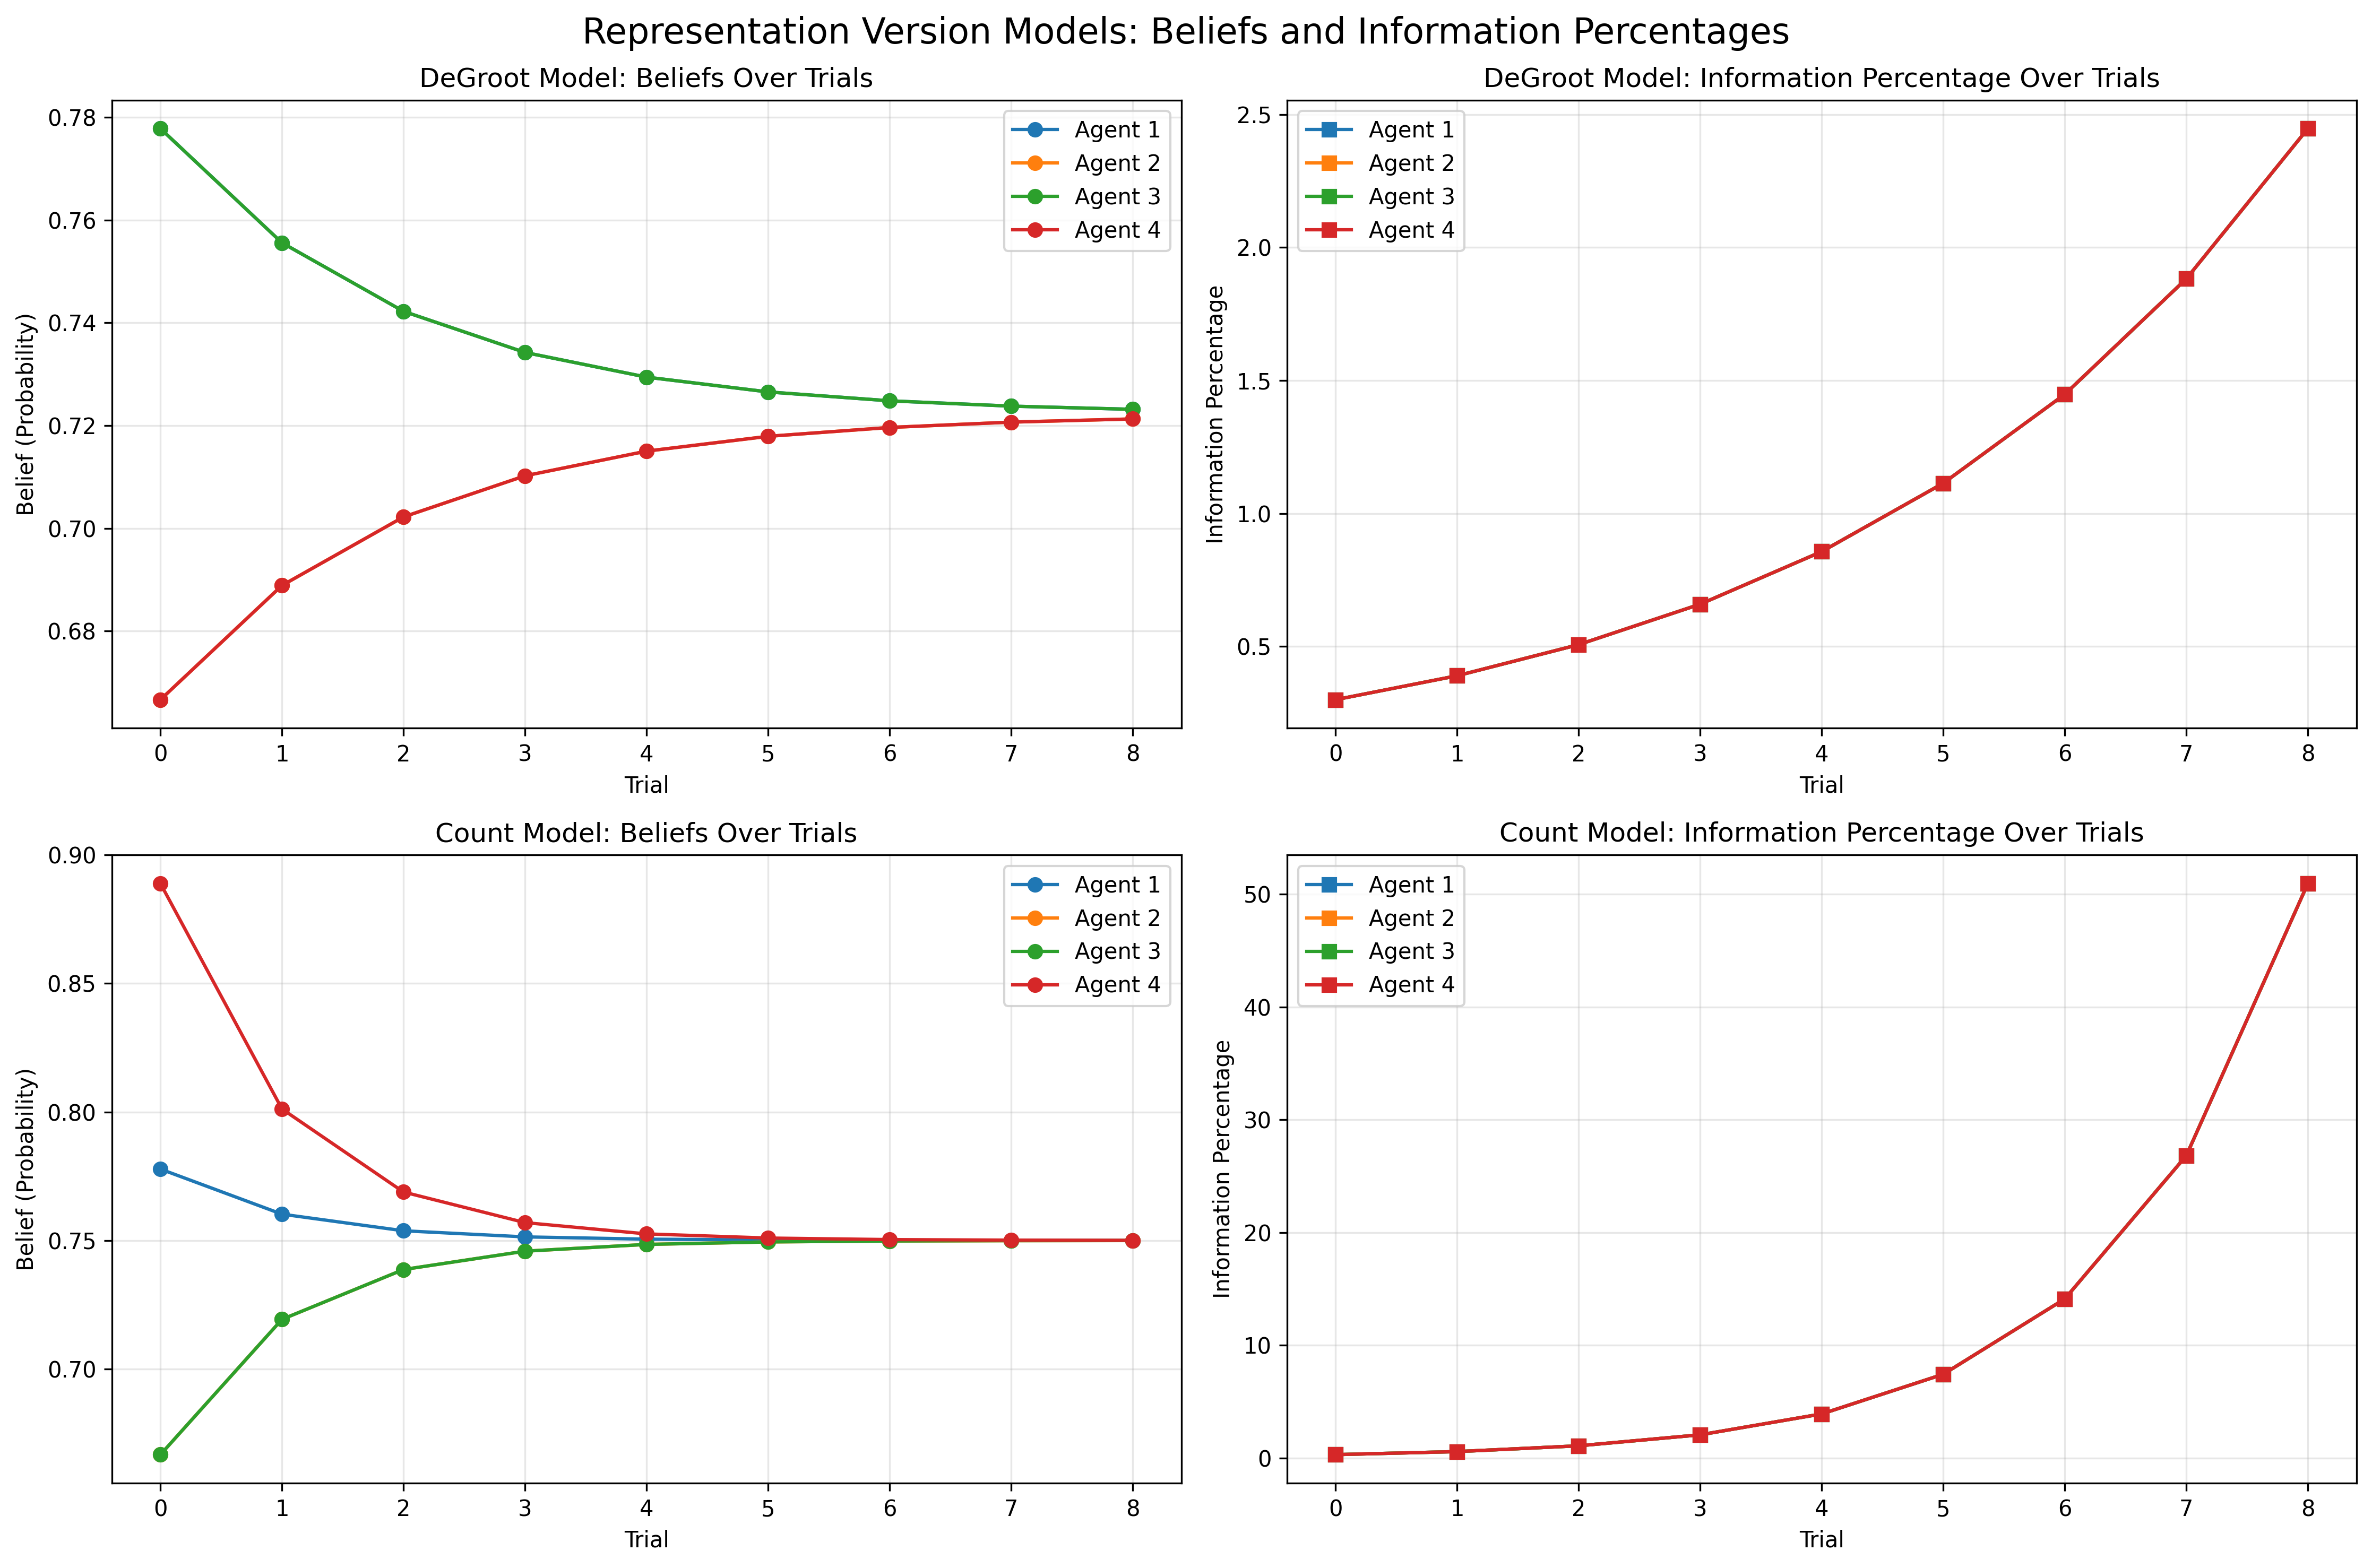 Representation Version Models: Beliefs and Information Percentages
DeGroot Model: Beliefs Over Trials
Belief (Probability)
0.78
0.76
0.74
0.72
0.70
0.68
Agent 1
Agent 2
Agent 3
Agent 4
0 1 2 3 4 5 6 7 8
Trial
DeGroot Model: Information Percentage Over Trials
Information Percentage
2.5
2.0
1.5
1.0
0.5
Agent 1
Agent 2
Agent 3
Agent 4
0 1 2 3 4 5 6 7 8
Trial
Count Model: Beliefs Over Trials
Belief (Probability)
0.90
0.85
0.80
0.75
0.70
Agent 1
Agent 2
Agent 3
Agent 4
0 1 2 3 4 5 6 7 8
Trial
Count Model: Information Percentage Over Trials
Information Percentage
50
40
30
20
10
0
Agent 1
Agent 2
Agent 3
Agent 4
0 1 2 3 4 5 6 7 8
Trial